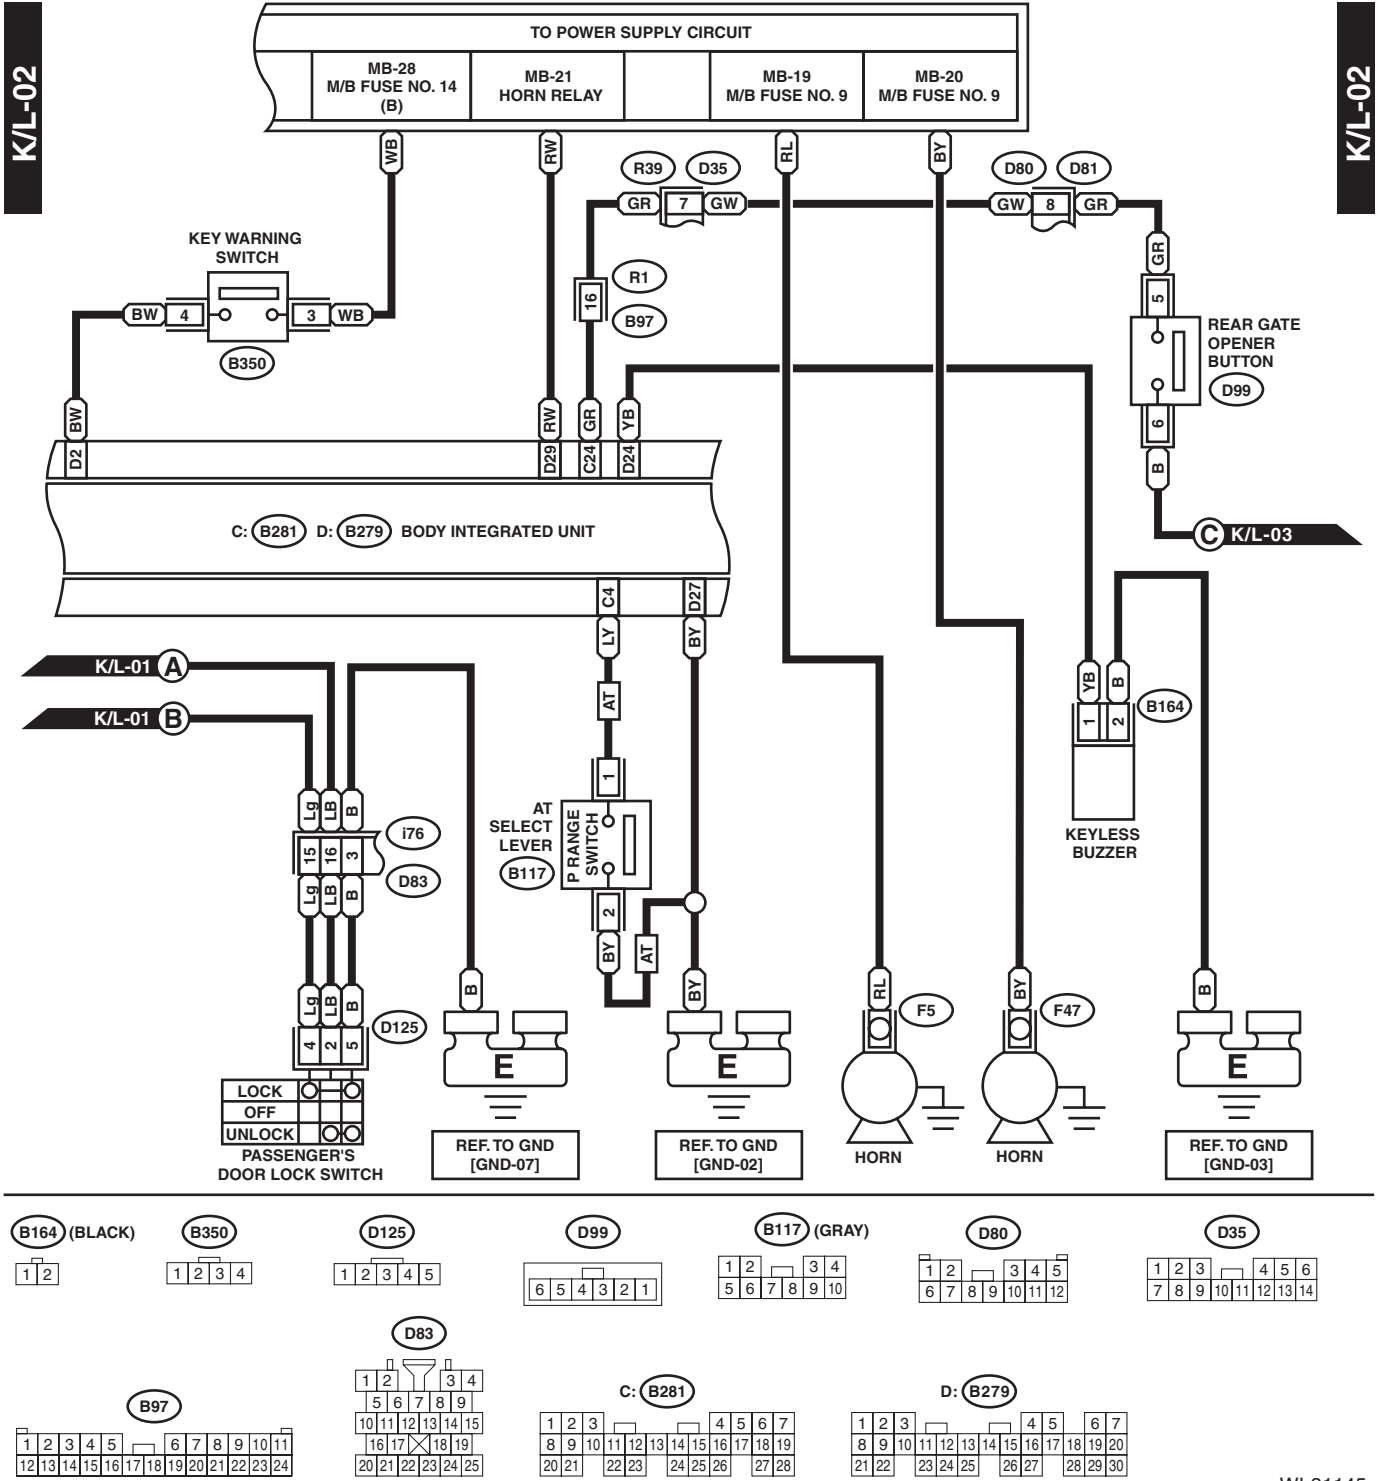 K/L-02
K/L-02
TO POWER SUPPLY CIRCUIT
MB-28
M/B FUSE NO. 14
(B)
MB-21
HORN RELAY
MB-19
M/B FUSE NO. 9
MB-20
M/B FUSE NO. 9
WB
RW
RL
BY
R39
D35
D80
D81
GR
7
GW
GW
8
GR
KEY WARNING
SWITCH
BW
4
3
WB
B350
R1
16
B97
GR
5
REAR GATE
OPENER
BUTTON
D99
6
B
C
K/L-03
BW
RW
GR
YB
D2
D29
C24
D24
C:
B281
D:
B279
BODY INTEGRATED UNIT
C4
D27
LY
BY
K/L-01
A
K/L-01
B
AT
YB
B
1
2
B164
KEYLESS
BUZZER
Lg
LB
B
i76
15
16
3
D83
Lg
LB
B
1
AT
SELECT
LEVER
B117
P RANGE
SWITCH
2
BY
AT
Lg
LB
B
B
BY
RL
BY
B
D125
4
2
5
F5
F47
LOCK
OFF
UNLOCK
PASSENGER'S
DOOR LOCK SWITCH
E
E
E
REF. TO GND
[GND-07]
REF. TO GND
[GND-02]
HORN
HORN
REF. TO GND
[GND-03]
B164
(BLACK)
1 2
B350
1 2 3 4
D125
1 2 3 4 5
D99
6 5 4 3 2 1
B117
(GRAY)
1 2 3 4
5 6 7 8 9 10
D80
1 2 3 4 5
6 7 8 9 10 11 12
D35
1 2 3 4 5 6
7 8 9 10 11 12 13 14
B97
1 2 3 4 5 6 7 8 9 10 11
12 13 14 15 16 17 18 19 20 21 22 23 24
D83
1 2 3 4
5 6 7 8 9
10 11 12 13 14 15
16 17 18 19
20 21 22 23 24 25
C:
B281
1 2 3 4 5 6 7
8 9 10 11 12 13 14 15 16 17 18 19
20 21 22 23 24 25 26 27 28
D:
B279
1 2 3 4 5 6 7
8 9 10 11 12 13 14 15 16 17 18 19 20
21 22 23 24 25 26 27 28 29 30